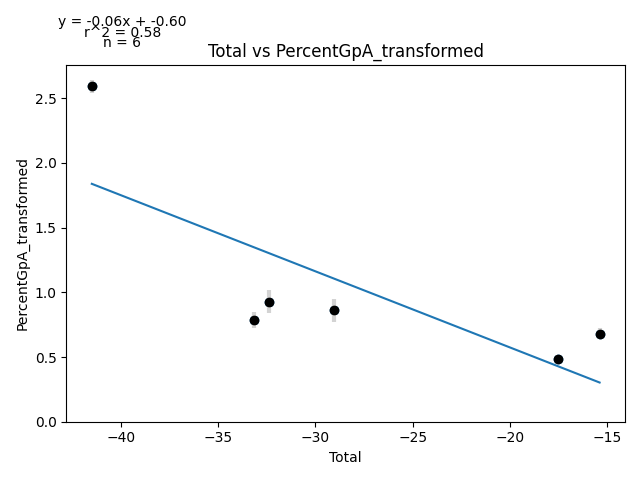 y = -0.06x + -0.60
r^2 = 0.58
n = 6
Total vs PercentGpA_transformed
PercentGpA_transformed
2.5
2.0
1.5
1.0
0.5
0.0
−40
−35
−30
−25
−20
−15
Total